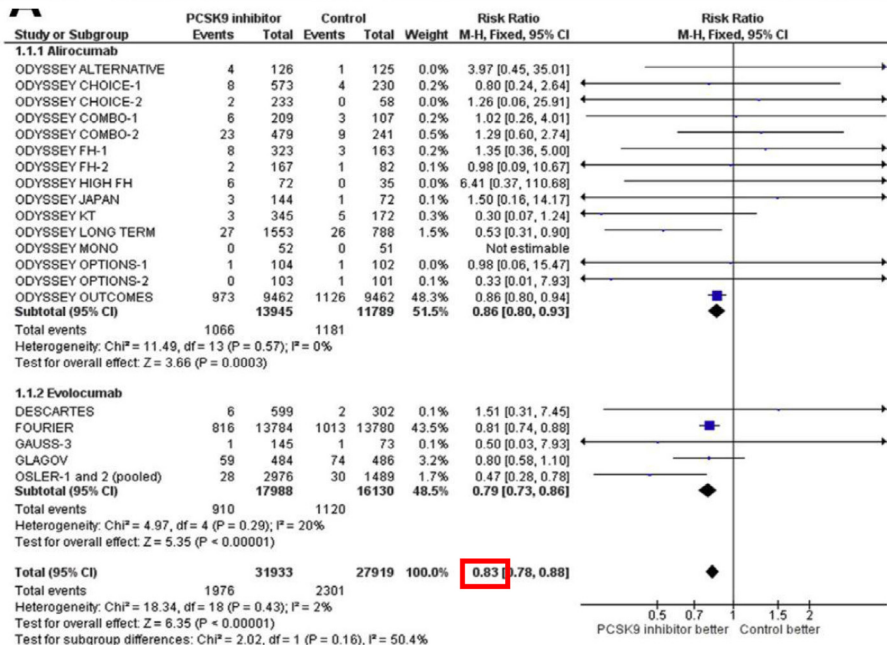 A
PCSK9 inhibitor Control Risk Ratio Risk Ratio
Study or Subgroup Events Total Events Total Weight M-H, Fixed, 95% CI M-H, Fixed, 95% CI
1.1.1 Alirocumab
ODYSSEY ALTERNATIVE 4 126 1 125 0.0% 3.97 [0.45, 35.01]
ODYSSEY CHOICE-1 8 573 4 230 0.2% 0.80 [0.24, 2.64]
ODYSSEY CHOICE-2 2 233 0 58 0.0% 1.26 [0.06, 25.91]
ODYSSEY COMBO-1 6 209 3 107 0.2% 1.02 [0.26, 4.01]
ODYSSEY COMBO-2 23 479 9 241 0.5% 1.29 [0.60, 2.74]
ODYSSEY FH-1 8 323 3 163 0.2% 1.35 [0.36, 5.00]
ODYSSEY FH-2 2 167 1 82 0.1% 0.98 [0.09, 10.67]
ODYSSEY HIGH FH 6 72 0 35 0.0% 6.41 [0.37, 110.68]
ODYSSEY JAPAN 3 144 1 72 0.1% 1.50 [0.16, 14.17]
ODYSSEY KT 3 345 5 172 0.3% 0.30 [0.07, 1.24]
ODYSSEY LONG TERM 27 1553 26 788 1.5% 0.53 [0.31, 0.90]
ODYSSEY MONO 0 52 0 51 Not estimable
ODYSSEY OPTIONS-1 1 104 1 102 0.0% 0.98 [0.06, 15.47]
ODYSSEY OPTIONS-2 0 103 1 101 0.1% 0.33 [0.01, 7.93]
ODYSSEY OUTCOMES 973 9462 1126 9462 48.3% 0.86 [0.80, 0.94]
Subtotal (95% CI) 13945 11789 51.5% 0.86 [0.80, 0.93]
Total events 1066 1181
Heterogeneity: Chi² = 11.49, df = 13 (P = 0.57); I² = 0%
Test for overall effect: Z = 3.66 (P = 0.0003)
1.1.2 Evolocumab
DESCARTES 6 599 2 302 0.1% 1.51 [0.31, 7.45]
FOURIER 816 13784 1013 13780 43.5% 0.81 [0.74, 0.88]
GAUSS-3 1 145 1 73 0.1% 0.50 [0.03, 7.93]
GLAGOV 59 484 74 486 3.2% 0.80 [0.58, 1.10]
OSLER-1 and 2 (pooled) 28 2976 30 1489 1.7% 0.47 [0.28, 0.78]
Subtotal (95% CI) 17988 16130 48.5% 0.79 [0.73, 0.86]
Total events 910 1120
Heterogeneity: Chi² = 4.97, df = 4 (P = 0.29); I² = 20%
Test for overall effect: Z = 5.35 (P < 0.00001)
Total (95% CI) 31933 27919 100.0% 0.83 [0.78, 0.88]
Total events 1976 2301
Heterogeneity: Chi² = 18.34, df = 18 (P = 0.43); I² = 2%
Test for overall effect: Z = 6.35 (P < 0.00001)
Test for subgroup differences: Chi² = 2.02, df = 1 (P = 0.16), I² = 50.4%
0.5 0.7 1 1.5 2
PCSK9 inhibitor better Control better